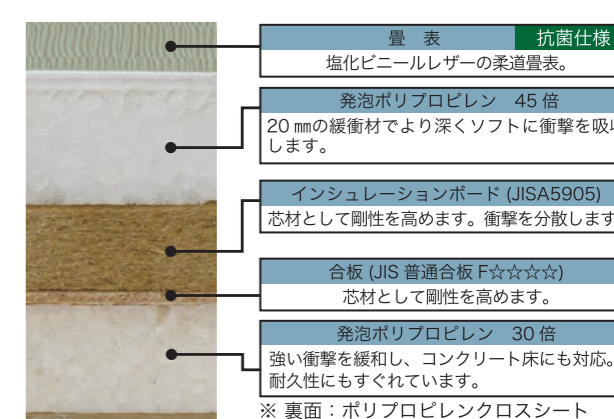 畳　表　抗菌仕様
塩化ビニールレザーの柔道畳表。
発泡ポリプロピレン　45 倍
20 ㎜の緩衝材でより深くソフトに衝撃を吸収
します。
インシュレーションボード (JISA5905)
芯材として剛性を高めます。衝撃を分散します
合板 (JIS 普通合板 F☆☆☆☆)
芯材として剛性を高めます。
発泡ポリプロピレン　30 倍
強い衝撃を緩和し、コンクリート床にも対応。
耐久性にもすぐれています。
※ 裏面：ポリプロピレンクロスシート